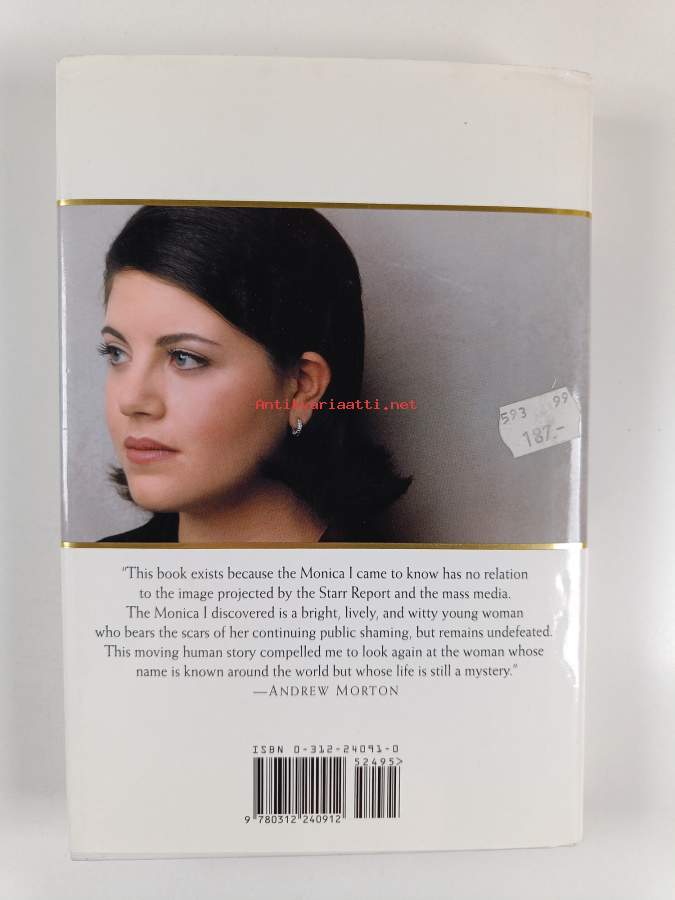 Antikvariaatti.net
593 99
187.-
"This book exists because the Monica I came to know has no relation
to the image projected by the Starr Report and the mass media.
The Monica I discovered is a bright, lively, and witty young woman
who bears the scars of her continuing public shaming, but remains undefeated.
This moving human story compelled me to look again at the woman whose
name is known around the world but whose life is still a mystery."
—ANDREW MORTON
ISBN 0-312-24091-0
52495>
9 780312 240912